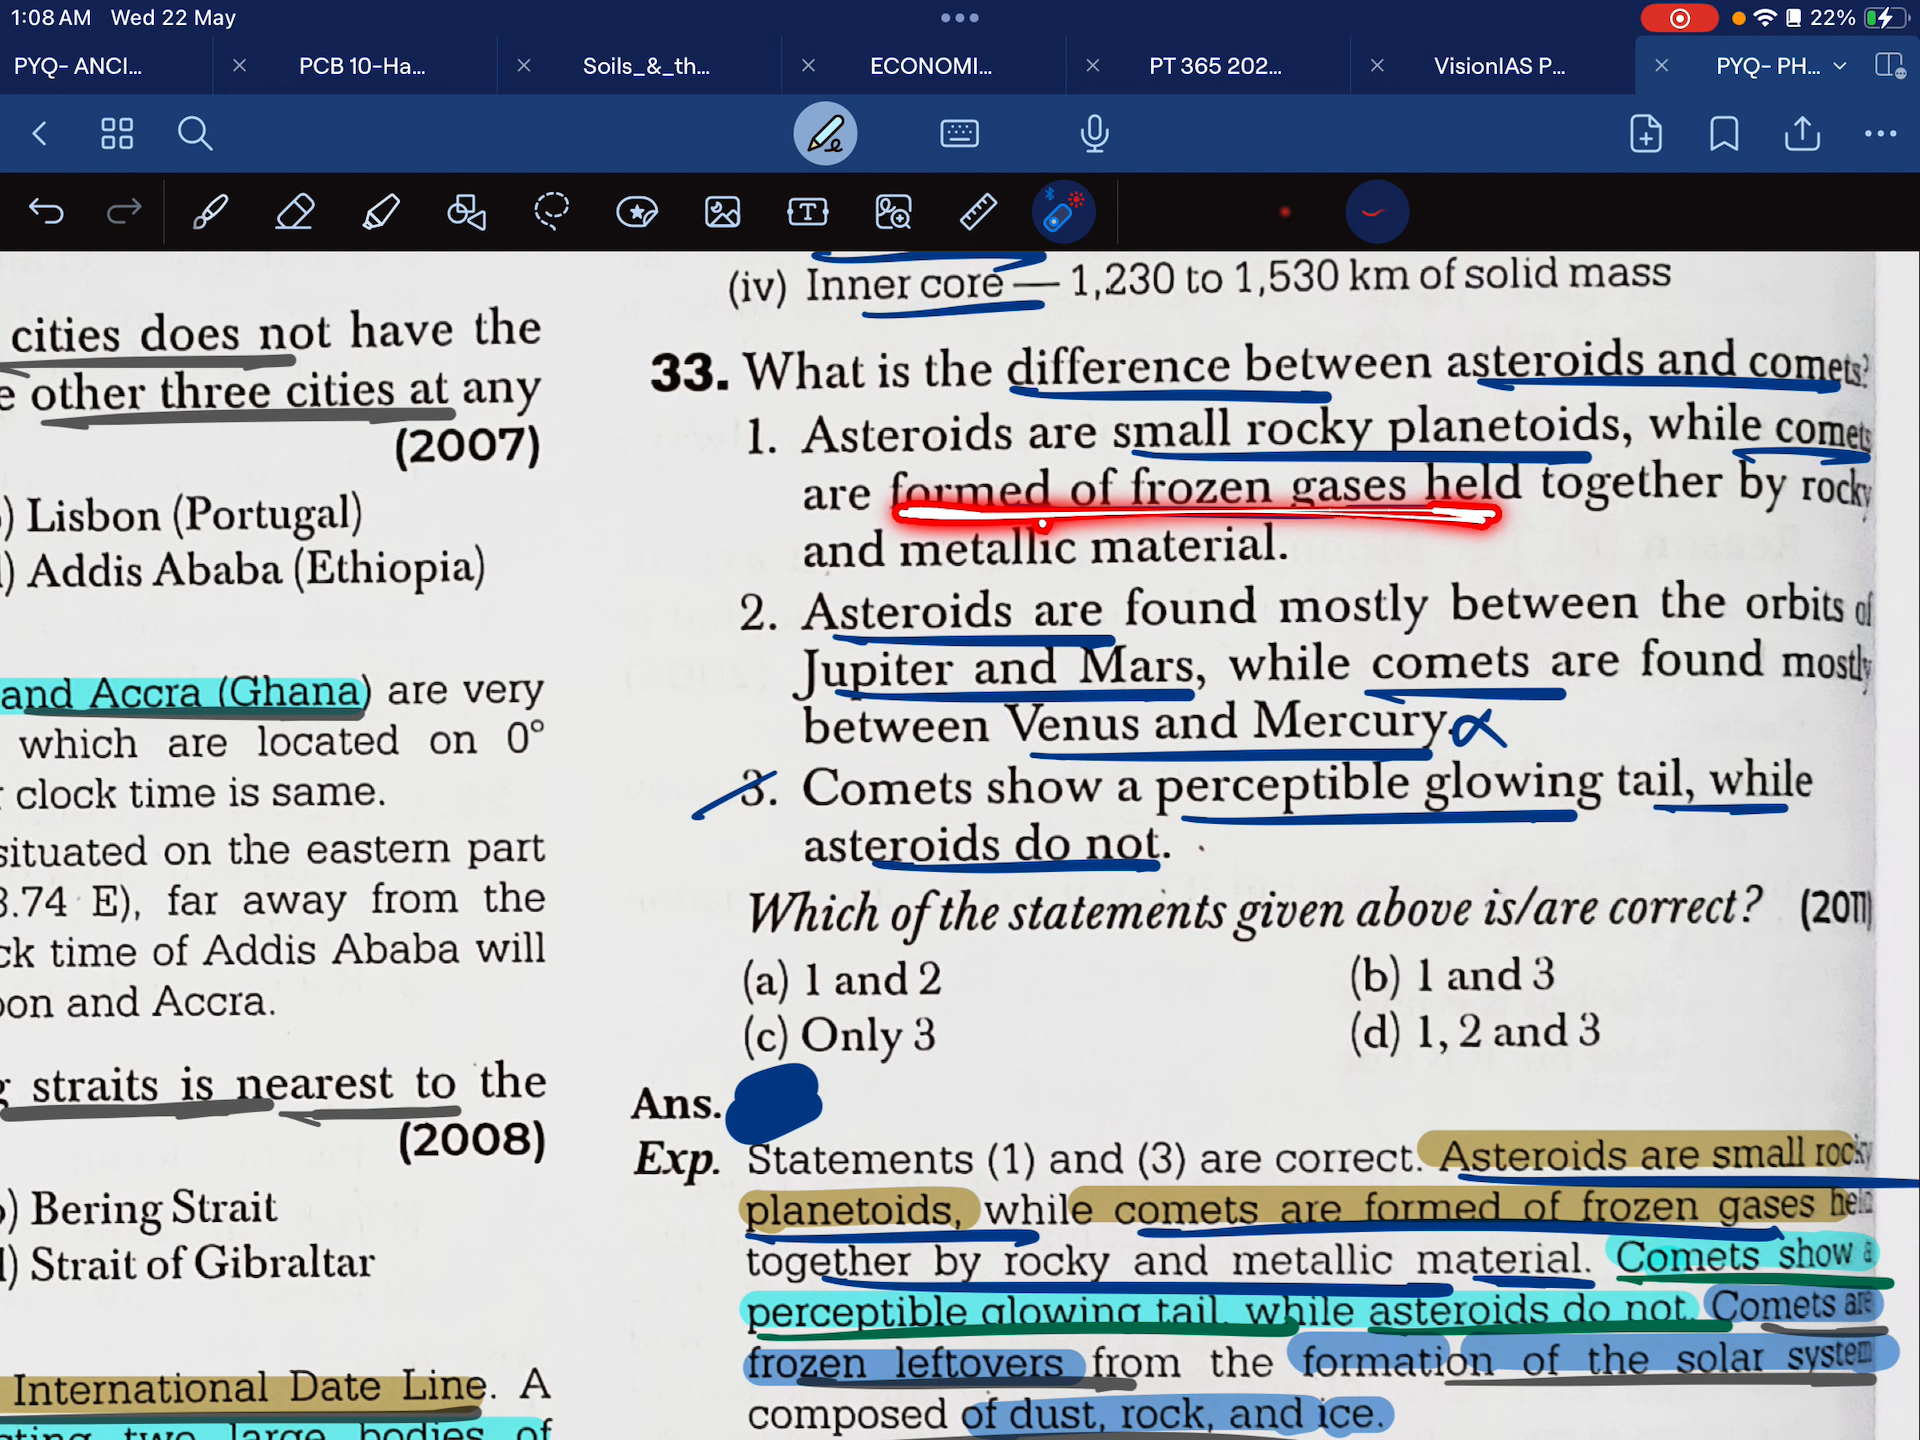 1:08 AM Wed 22 May
22%
PYQ- ANCI...
PCB 10-Ha...
Soils_&_th...
ECONOMI...
PT 365 202...
VisionIAS P...
PYQ- PH...
cities does not have the
other three cities at any
(2007)
) Lisbon (Portugal)
) Addis Ababa (Ethiopia)
and Accra (Ghana) are very
which are located on 0°
clock time is same.
situated on the eastern part
8.74 E), far away from the
ck time of Addis Ababa will
bon and Accra.
straits is nearest to the
(2008)
) Bering Strait
) Strait of Gibraltar
International Date Line. A
two large bodies of
(iv) Inner core — 1,230 to 1,530 km of solid mass
33. What is the difference between asteroids and comets?
1. Asteroids are small rocky planetoids, while comets
are formed of frozen gases held together by rocky
and metallic material.
2. Asteroids are found mostly between the orbits of
Jupiter and Mars, while comets are found mostly
between Venus and Mercury.
3. Comets show a perceptible glowing tail, while
asteroids do not.
Which of the statements given above is/are correct? (2011)
(a) 1 and 2
(b) 1 and 3
(c) Only 3
(d) 1, 2 and 3
Ans.
Exp. Statements (1) and (3) are correct. Asteroids are small rocky
planetoids, while comets are formed of frozen gases held
together by rocky and metallic material. Comets show a
perceptible glowing tail, while asteroids do not. Comets are
frozen leftovers from the formation of the solar system
composed of dust, rock, and ice.